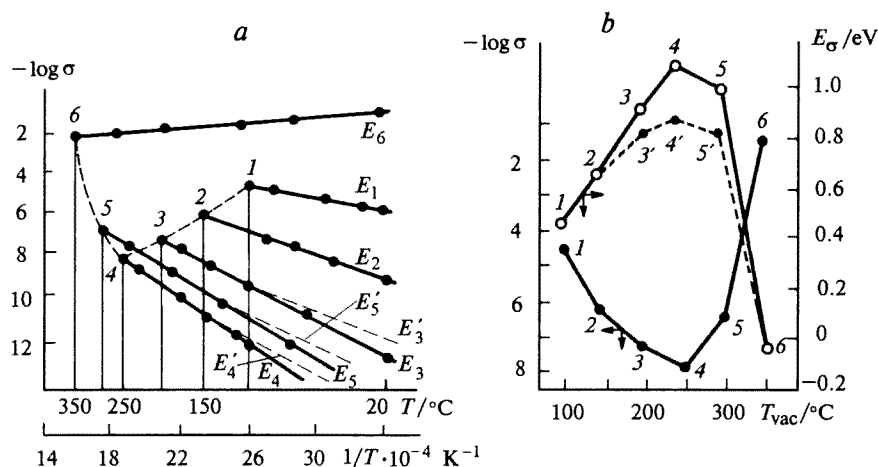 a
−log σ
2
4
6
8
10
12
6
5
4
3
2
1
E₆
E₁
E₂
E₅′
E₃′
E₃
E₄′
E₄
E₅
350 250 150 20 T/°C
14 18 22 26 30 1/T·10⁻⁴ K⁻¹
b
−log σ
E_σ/eV
2
4
6
8
1.0
0.8
0.6
0.4
0.2
0
−0.2
4
5
3
6
2
3′ 4′ 5′
1
1
2
3
4
5
6
100 200 300 T_vac/°C